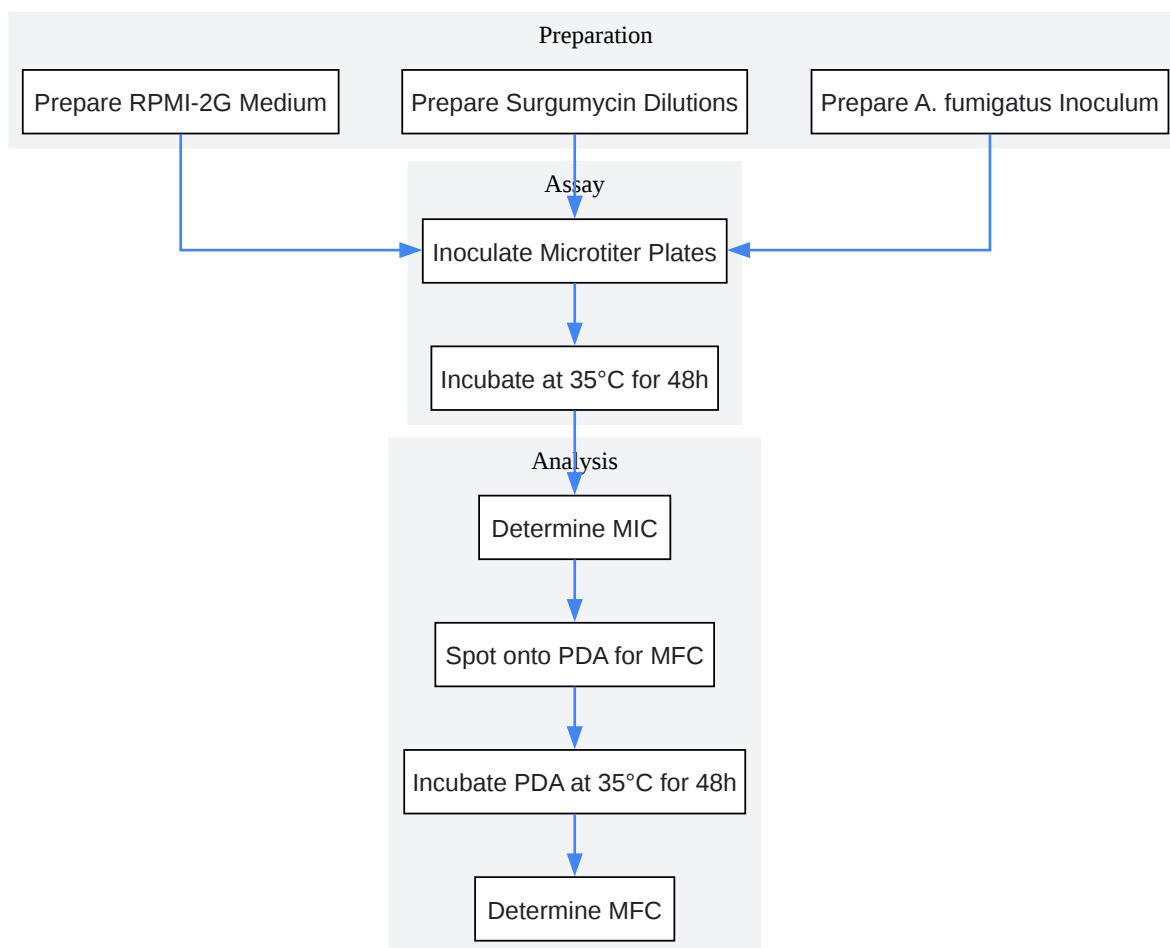 Preparation
Prepare RPMI-2G Medium
Prepare Surgumycin Dilutions
Prepare A. fumigatus Inoculum
Assay
Inoculate Microtiter Plates
Incubate at 35°C for 48h
Analysis
Determine MIC
Spot onto PDA for MFC
Incubate PDA at 35°C for 48h
Determine MFC